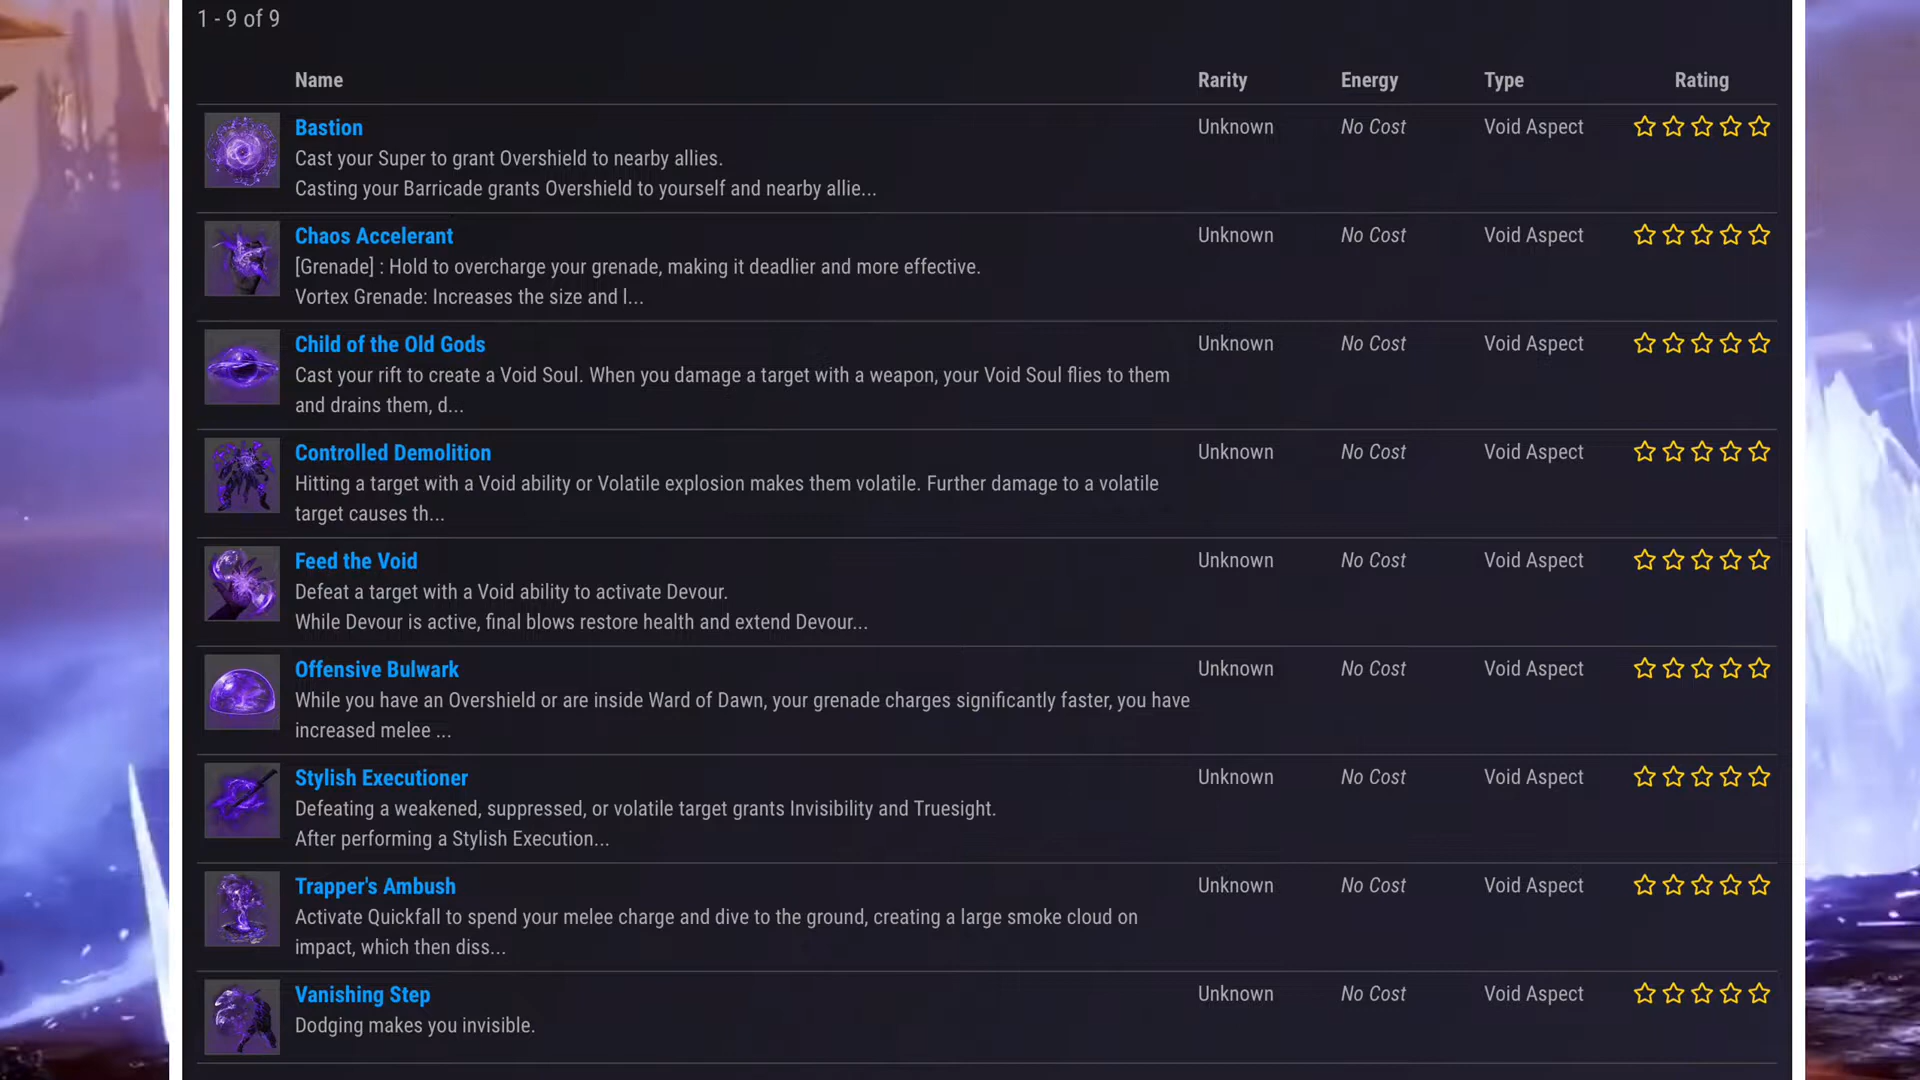 1 - 9 of 9
Name Rarity Energy Type Rating
Bastion Unknown No Cost Void Aspect
Cast your Super to grant Overshield to nearby allies.
Casting your Barricade grants Overshield to yourself and nearby allie...
Chaos Accelerant Unknown No Cost Void Aspect
[Grenade] : Hold to overcharge your grenade, making it deadlier and more effective.
Vortex Grenade: Increases the size and l...
Child of the Old Gods Unknown No Cost Void Aspect
Cast your rift to create a Void Soul. When you damage a target with a weapon, your Void Soul flies to them
and drains them, d...
Controlled Demolition Unknown No Cost Void Aspect
Hitting a target with a Void ability or Volatile explosion makes them volatile. Further damage to a volatile
target causes th...
Feed the Void Unknown No Cost Void Aspect
Defeat a target with a Void ability to activate Devour.
While Devour is active, final blows restore health and extend Devour...
Offensive Bulwark Unknown No Cost Void Aspect
While you have an Overshield or are inside Ward of Dawn, your grenade charges significantly faster, you have
increased melee ...
Stylish Executioner Unknown No Cost Void Aspect
Defeating a weakened, suppressed, or volatile target grants Invisibility and Truesight.
After performing a Stylish Execution...
Trapper's Ambush Unknown No Cost Void Aspect
Activate Quickfall to spend your melee charge and dive to the ground, creating a large smoke cloud on
impact, which then diss...
Vanishing Step Unknown No Cost Void Aspect
Dodging makes you invisible.